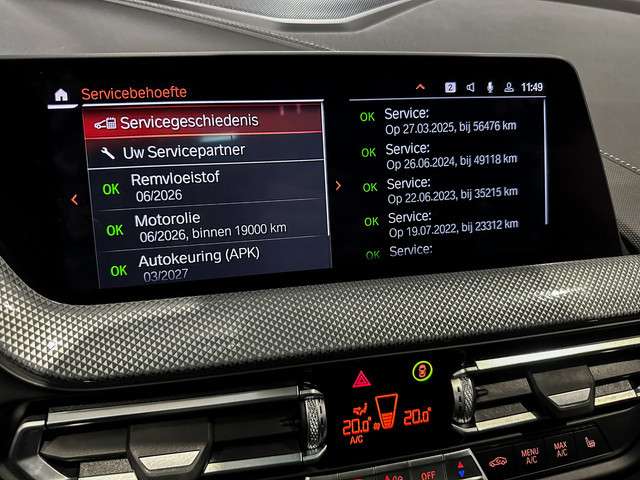 Servicebehoefte
2
11:49
Servicegeschiedenis
Uw Servicepartner
OK Remvloeistof
06/2026
OK Motorolie
06/2026, binnen 19000 km
OK Autokeuring (APK)
03/2027
OK Service:
Op 27.03.2025, bij 56476 km
OK Service:
Op 26.06.2024, bij 49118 km
OK Service:
Op 22.06.2023, bij 35215 km
OK Service:
Op 19.07.2022, bij 23312 km
OK Service:
20.0° 20.0°
A/C
OFF
MENU
A/C
MAX
A/C